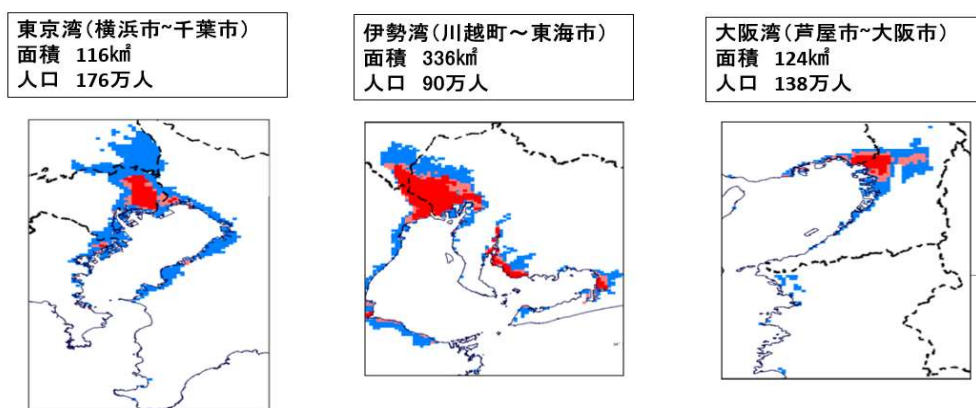 東京湾(横浜市~千葉市)
面積 116k㎡
人口 176万人
伊勢湾(川越町～東海市)
面積 336k㎡
人口 90万人
大阪湾(芦屋市~大阪市)
面積 124k㎡
人口 138万人